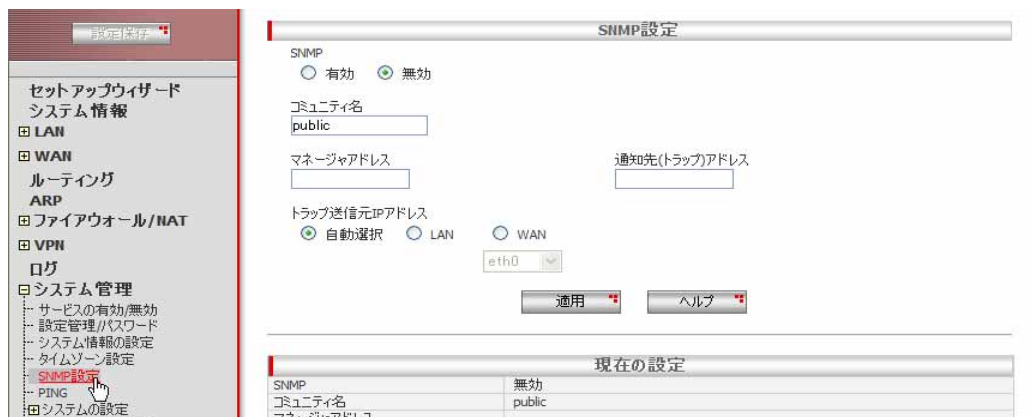 設定保存
セットアップウィザード
システム情報
LAN
WAN
ルーティング
ARP
ファイアウォール/NAT
VPN
ログ
システム管理
サービスの有効/無効
設定管理/パスワード
システム情報の設定
タイムゾーン設定
SNMP設定
PING
システムの設定
SNMP設定
SNMP
有効 無効
コミュニティ名
public
マネージャアドレス 通知先(トラップ)アドレス
トラップ送信元IPアドレス
自動選択 LAN WAN
eth0
適用 ヘルプ
現在の設定
SNMP 無効
コミュニティ名 public
マネージャアドレス